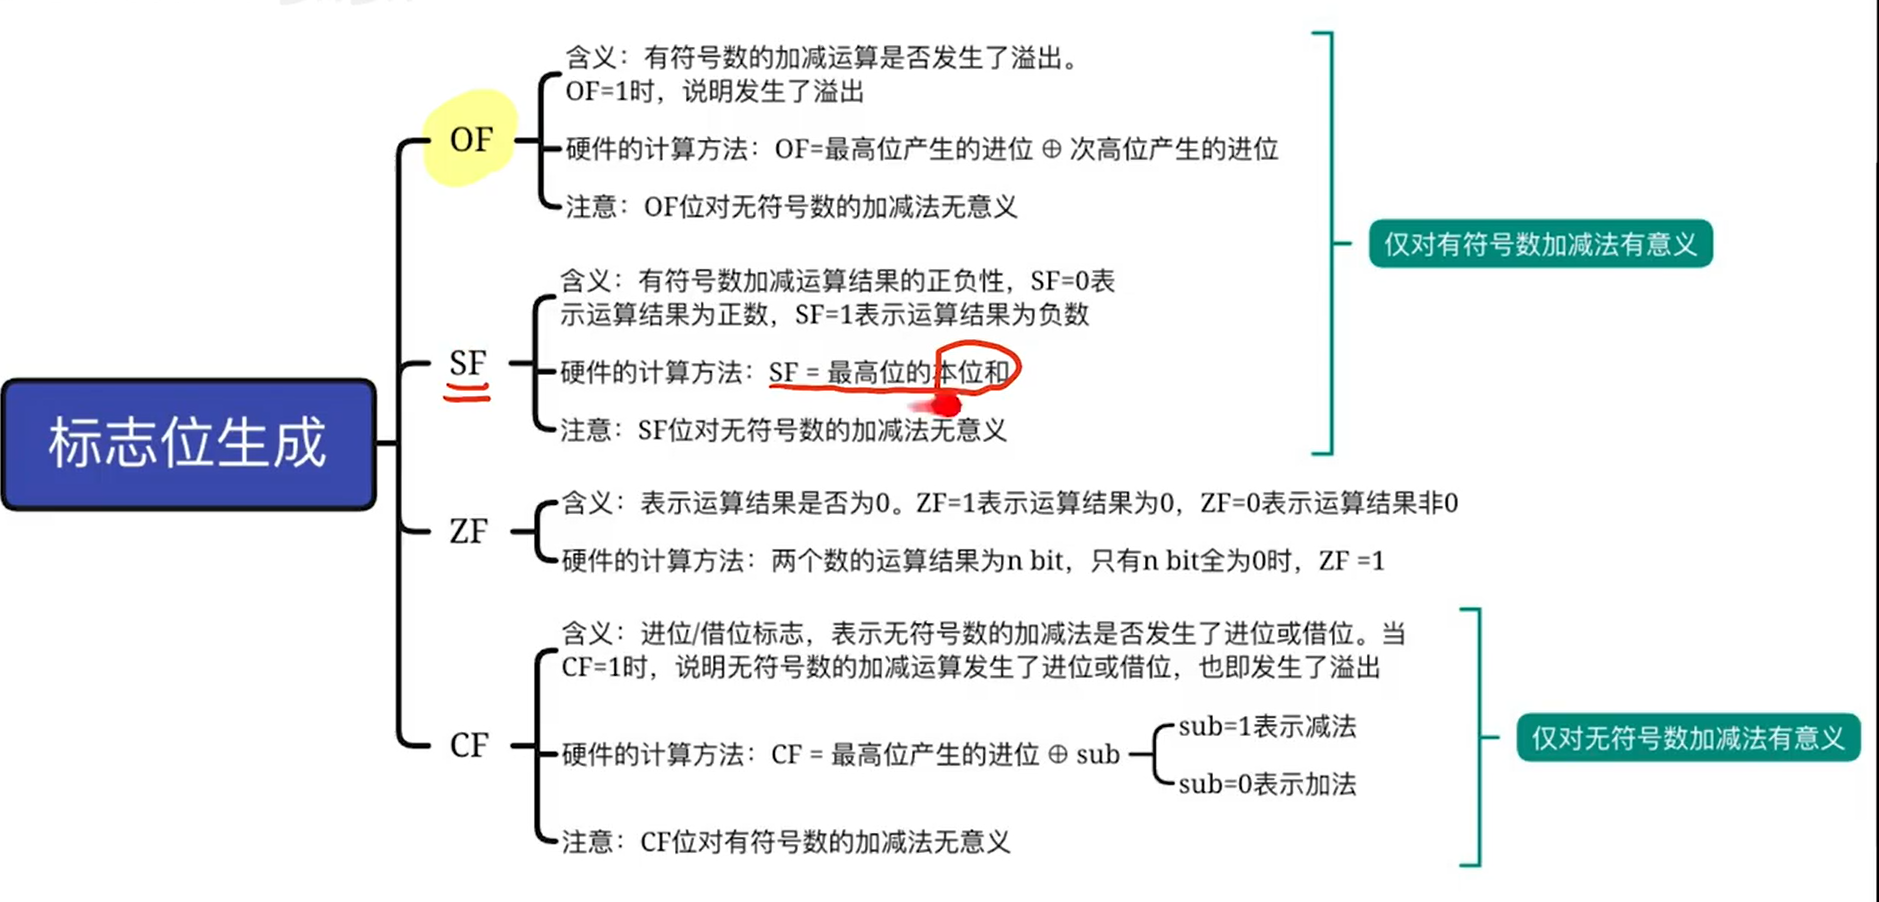 标志位生成
OF
含义：有符号数的加减运算是否发生了溢出。
OF=1时，说明发生了溢出
硬件的计算方法：OF=最高位产生的进位 ⊕ 次高位产生的进位
注意：OF位对无符号数的加减法无意义
SF
含义：有符号数加减运算结果的正负性，SF=0表
示运算结果为正数，SF=1表示运算结果为负数
硬件的计算方法：SF = 最高位的本位和
注意：SF位对无符号数的加减法无意义
仅对有符号数加减法有意义
ZF
含义：表示运算结果是否为0。ZF=1表示运算结果为0，ZF=0表示运算结果非0
硬件的计算方法：两个数的运算结果为n bit，只有n bit全为0时，ZF =1
CF
含义：进位/借位标志，表示无符号数的加减法是否发生了进位或借位。当
CF=1时，说明无符号数的加减运算发生了进位或借位，也即发生了溢出
硬件的计算方法：CF = 最高位产生的进位 ⊕ sub
sub=1表示减法
sub=0表示加法
注意：CF位对有符号数的加减法无意义
仅对无符号数加减法有意义